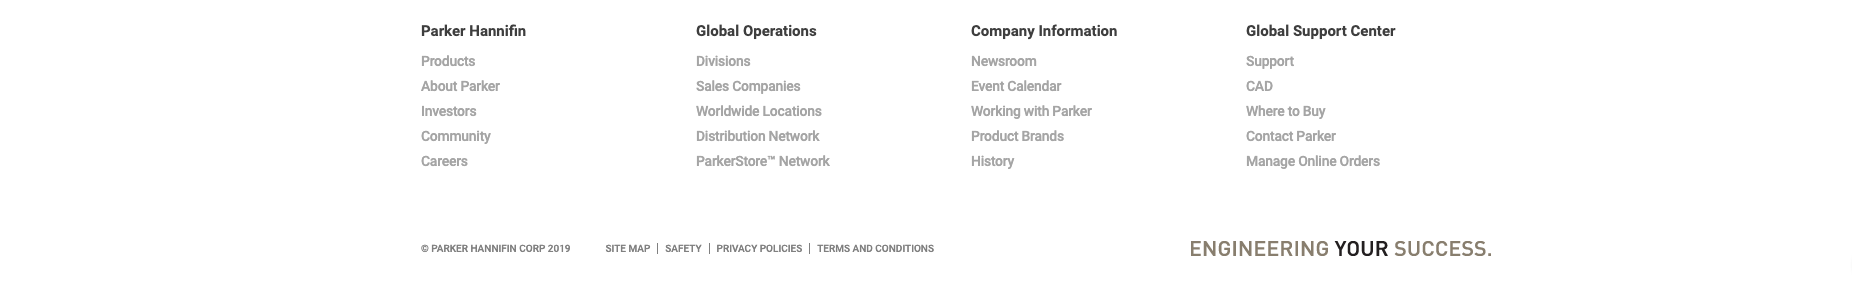 Parker Hannifin
Products
About Parker
Investors
Community
Careers
Global Operations
Divisions
Sales Companies
Worldwide Locations
Distribution Network
ParkerStore™ Network
Company Information
Newsroom
Event Calendar
Working with Parker
Product Brands
History
Global Support Center
Support
CAD
Where to Buy
Contact Parker
Manage Online Orders
© PARKER HANNIFIN CORP 2019
SITE MAP | SAFETY | PRIVACY POLICIES | TERMS AND CONDITIONS
ENGINEERING YOUR SUCCESS.